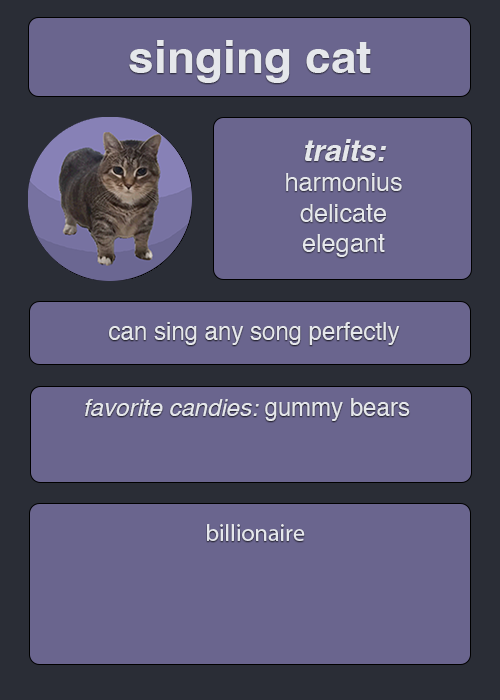 singing cat
traits:
harmonius
delicate
elegant
can sing any song perfectly
favorite candies: gummy bears
billionaire